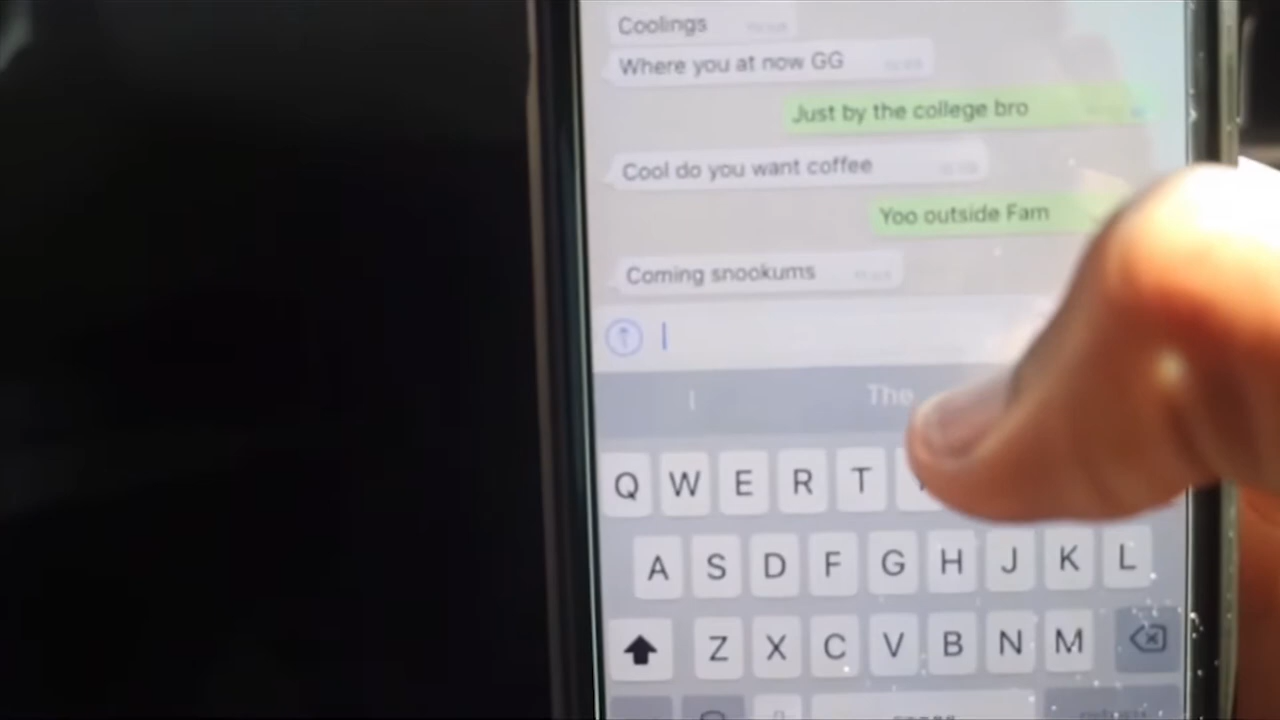 Coolings
Where you at now GG
Just by the college bro
Cool do you want coffee
Yoo outside Fam
Coming snookums
I The
Q W E R T
A S D F G H J K L
Z X C V B N M